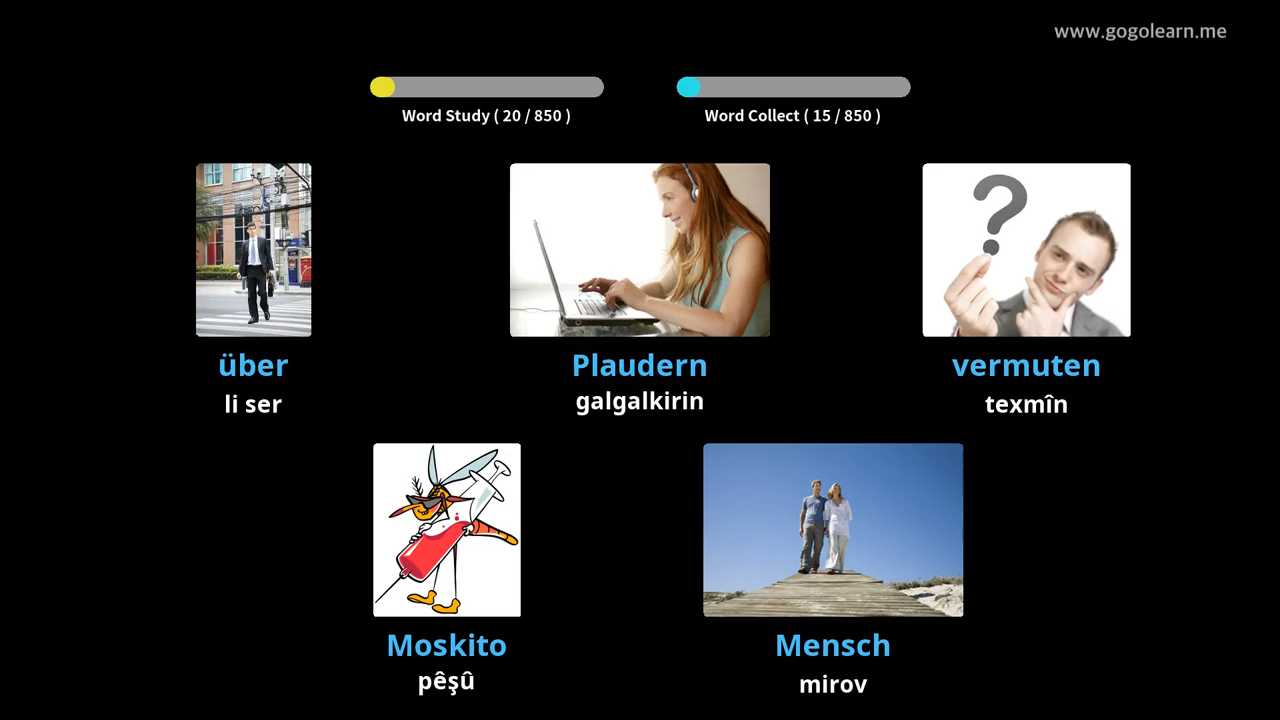 www.gogolearn.me
Word Study ( 20 / 850 )
Word Collect ( 15 / 850 )
über
li ser
Plaudern
galgalkirin
vermuten
texmîn
Moskito
pêşû
Mensch
mirov